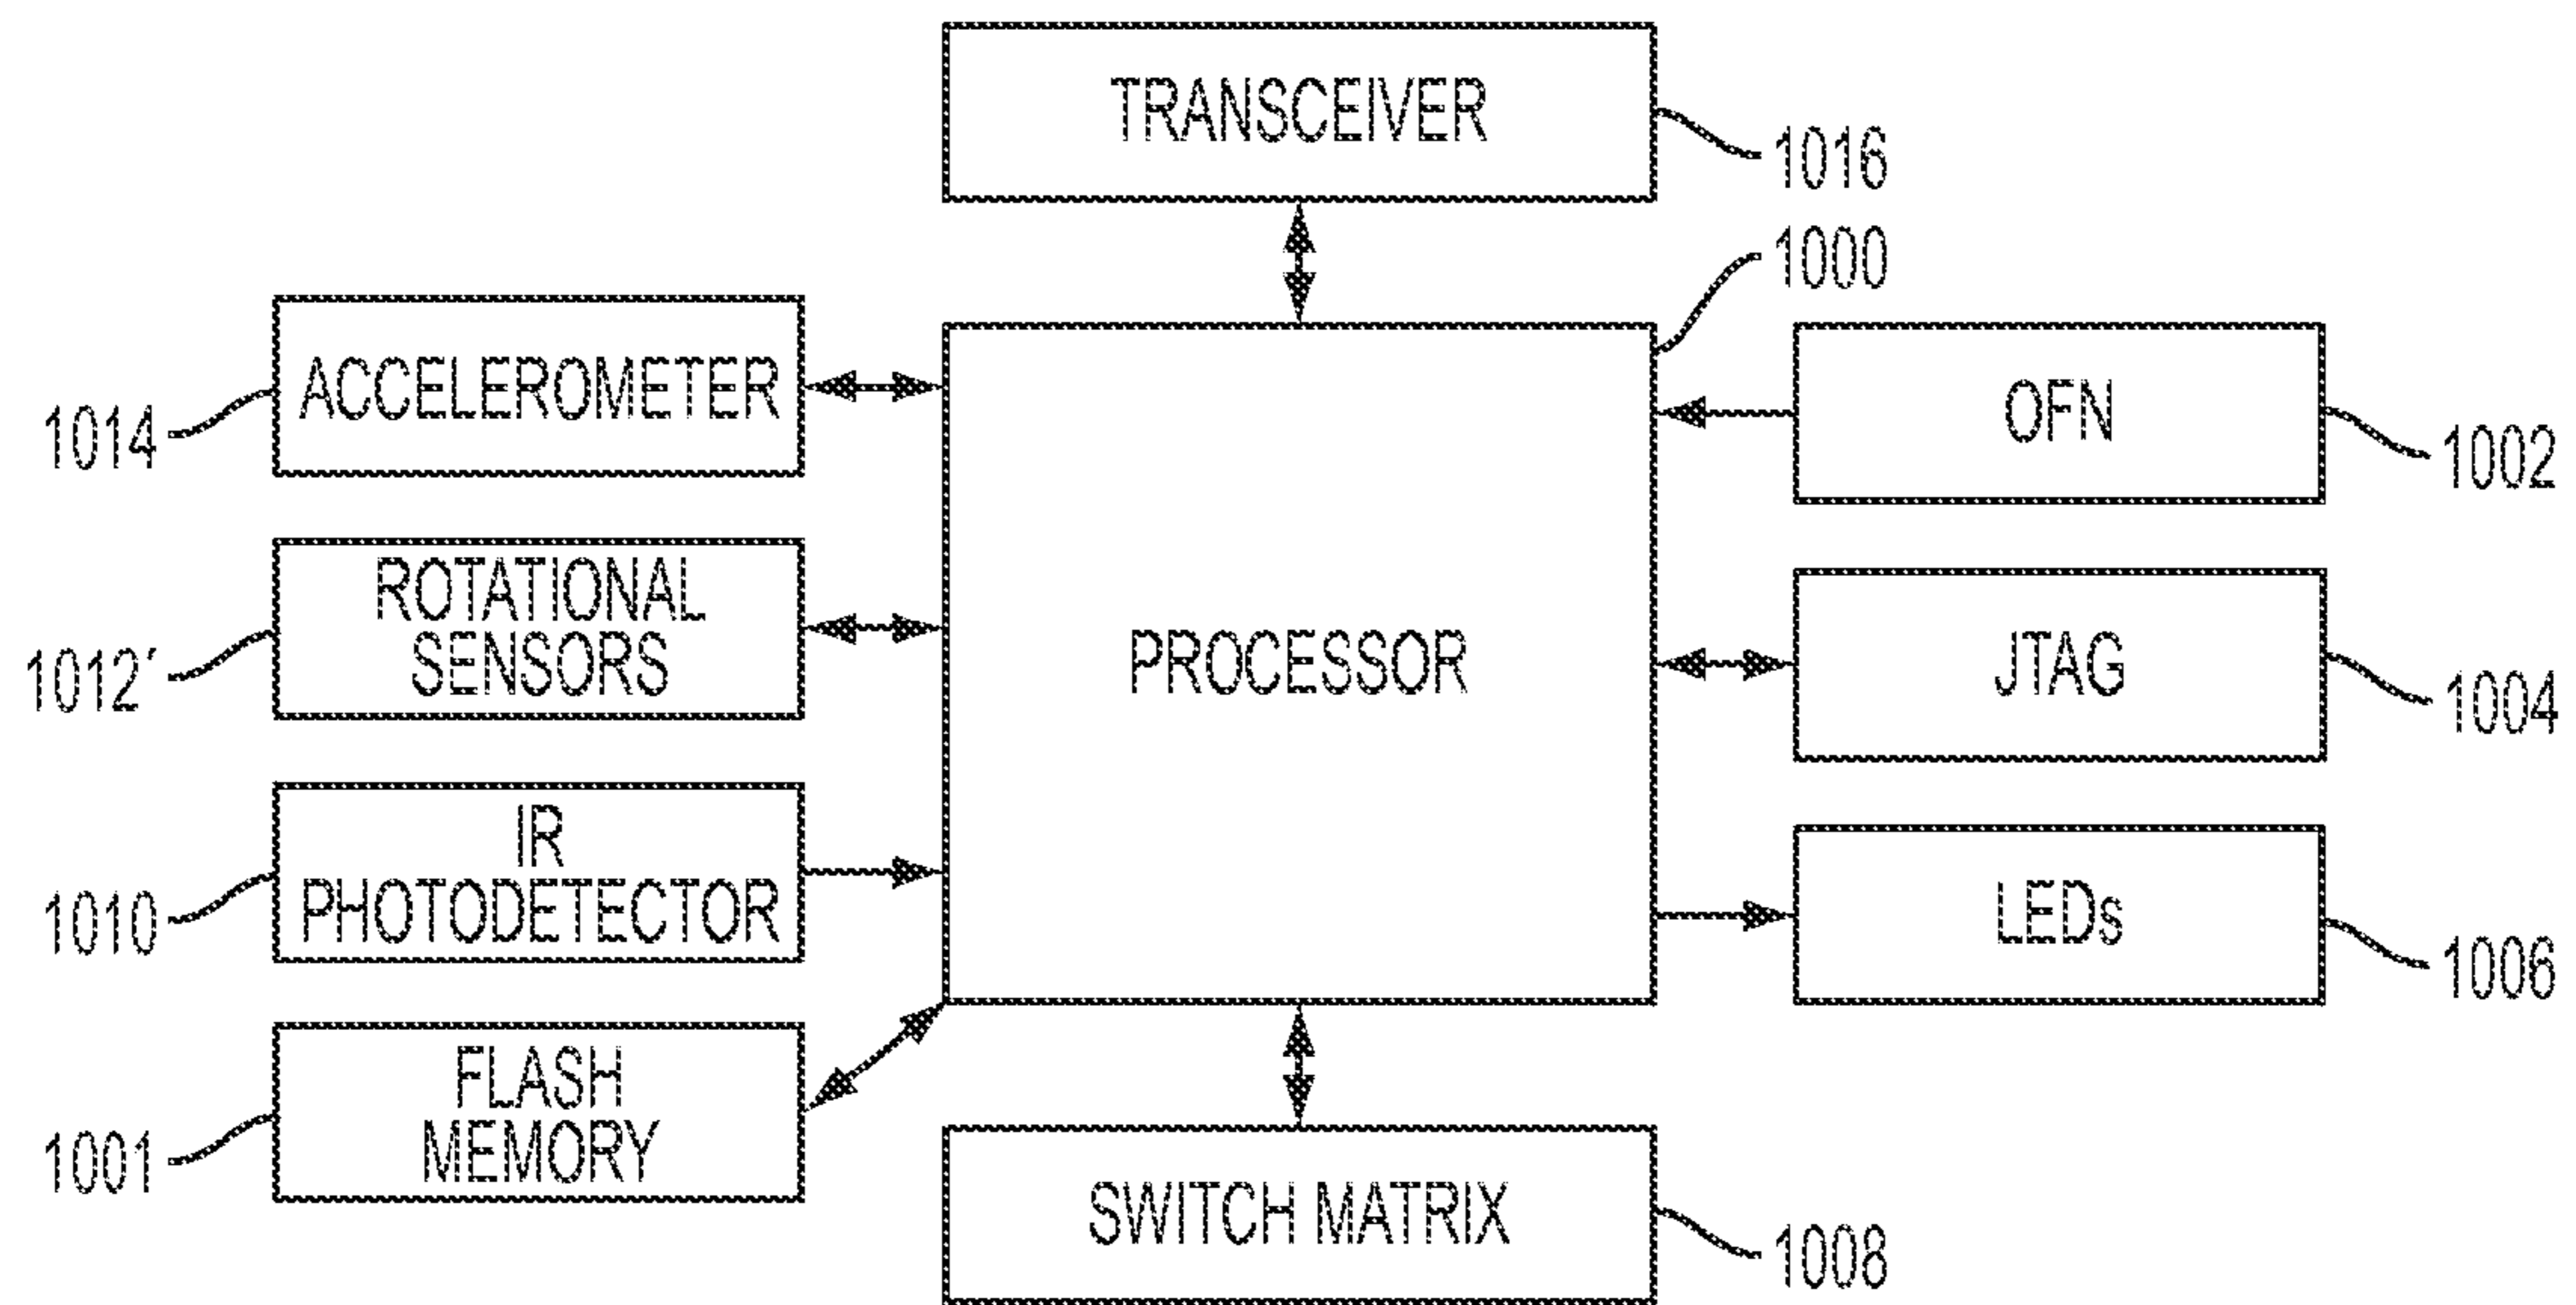 TRANSCEIVER
1016
1000
ACCELEROMETER
1014
OFN
1002
ROTATIONAL
SENSORS
1012′
PROCESSOR
JTAG
1004
IR
PHOTODETECTOR
1010
LEDs
1006
FLASH
MEMORY
1001
SWITCH MATRIX
1008